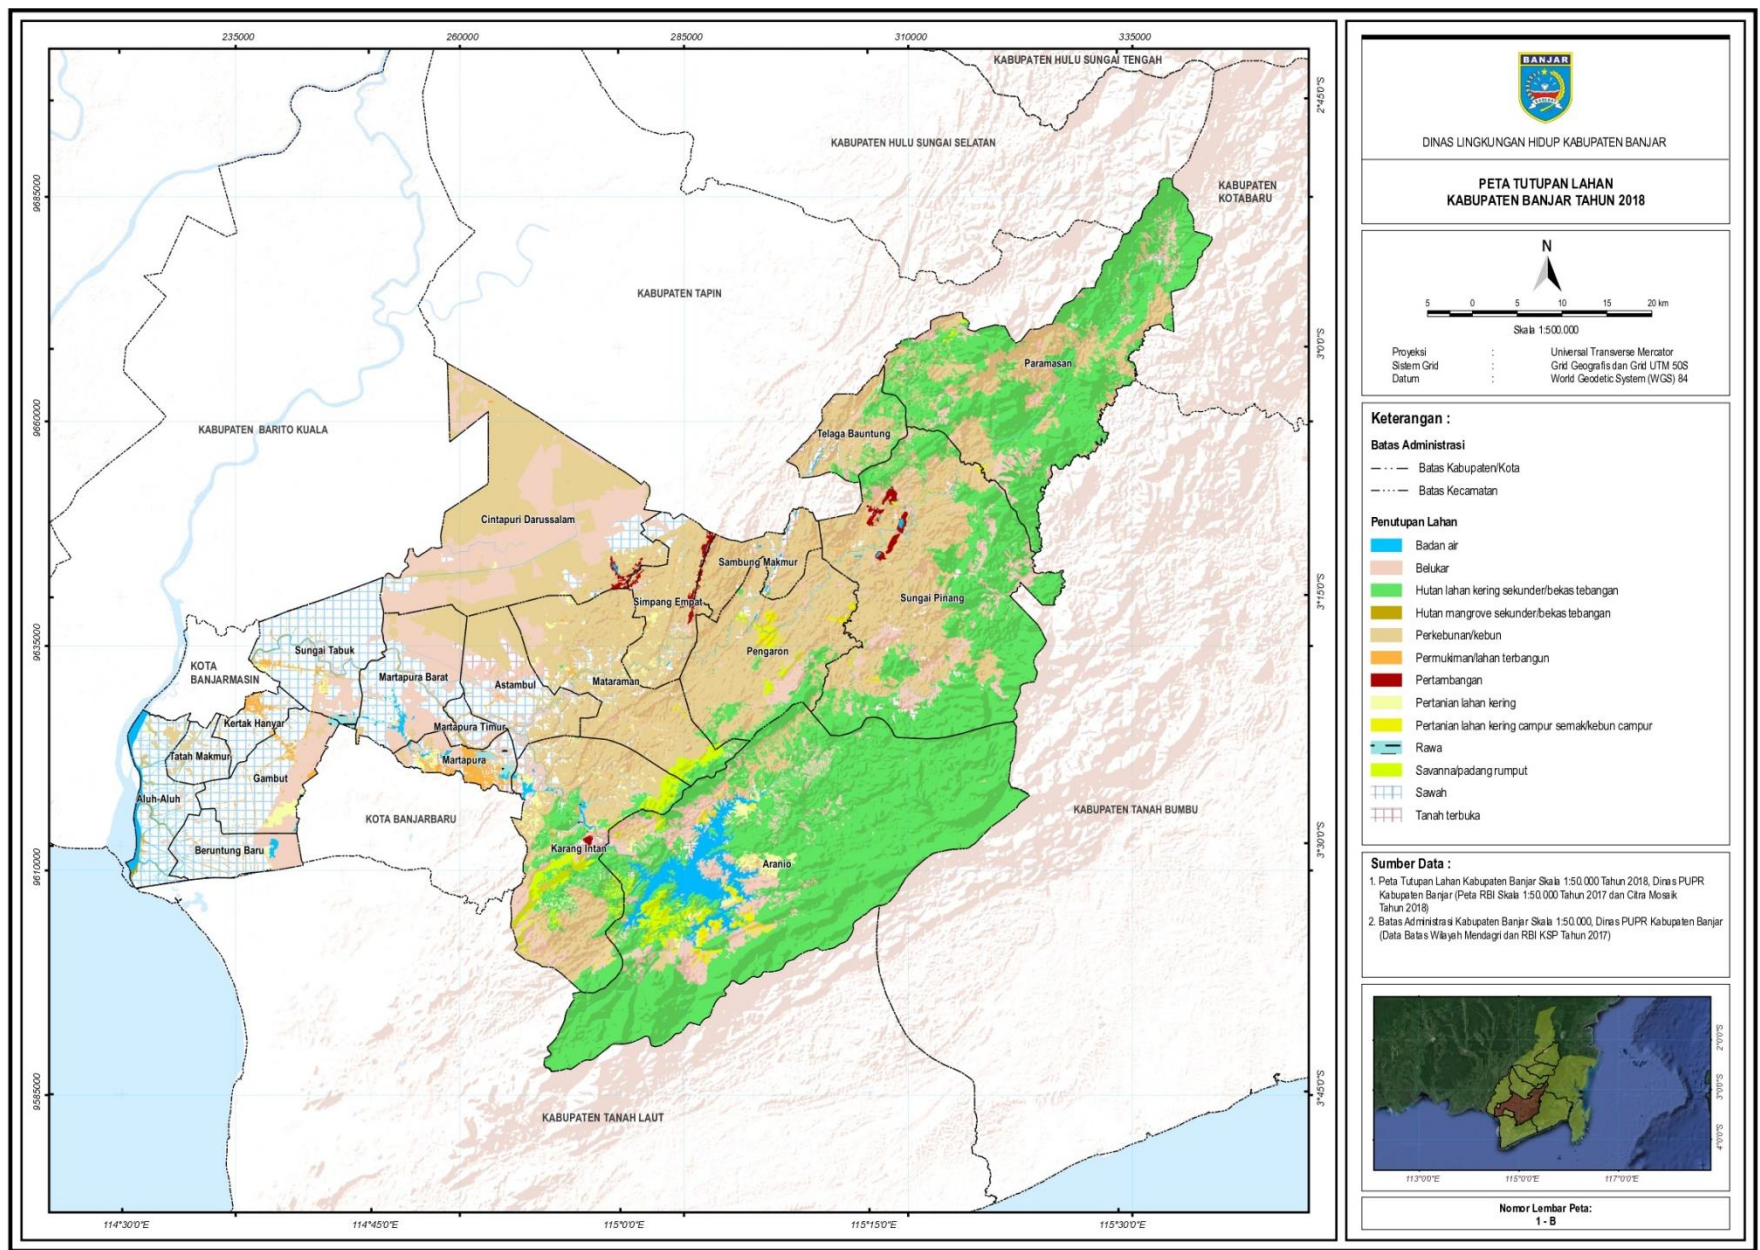 235000
260000
285000
310000
335000
KABUPATEN HULU SUNGAI TENGAH
2°45'0"S
KABUPATEN HULU SUNGAI SELATAN
KABUPATEN
KOTABARU
9685000
KABUPATEN TAPIN
3°0'0"S
Paramasan
9660000
KABUPATEN BARITO KUALA
Telaga Bauntung
Cintapuri Darussalam
Sambung Makmur
3°15'0"S
Simpang Empat
Sungai Pinang
9635000
Sungai Tabuk
Pengaron
KOTA
BANJARMASIN
Martapura Barat
Astambul
Mataraman
Kertak Hanyar
Martapura Timur
Tatah Makmur
Martapura
Gambut
Aluh-Aluh
KABUPATEN TANAH BUMBU
KOTA BANJARBARU
Beruntung Baru
Karang Intan
3°30'0"S
Aranio
9610000
9585000
3°45'0"S
KABUPATEN TANAH LAUT
114°30'0"E
114°45'0"E
115°0'0"E
115°15'0"E
115°30'0"E
BANJAR
DINAS LINGKUNGAN HIDUP KABUPATEN BANJAR
PETA TUTUPAN LAHAN
KABUPATEN BANJAR TAHUN 2018
N
5 0 5 10 15 20 km
Skala 1:500.000
Proyeksi : Universal Transverse Mercator
Sistem Grid : Grid Geografis dan Grid UTM 50S
Datum : World Geodetic System (WGS) 84
Keterangan :
Batas Administrasi
Batas Kabupaten/Kota
Batas Kecamatan
Penutupan Lahan
Badan air
Belukar
Hutan lahan kering sekunder/bekas tebangan
Hutan mangrove sekunder/bekas tebangan
Perkebunan/kebun
Permukiman/lahan terbangun
Pertambangan
Pertanian lahan kering
Pertanian lahan kering campur semak/kebun campur
Rawa
Savanna/padang rumput
Sawah
Tanah terbuka
Sumber Data :
1. Peta Tutupan Lahan Kabupaten Banjar Skala 1:50.000 Tahun 2018, Dinas PUPR
Kabupaten Banjar (Peta RBI Skala 1:50.000 Tahun 2017 dan Citra Mosaik
Tahun 2018)
2. Batas Administrasi Kabupaten Banjar Skala 1:50.000, Dinas PUPR Kabupaten Banjar
(Data Batas Wilayah Mendagri dan RBI KSP Tahun 2017)
2°0'0"S
3°0'0"S
4°0'0"S
113°0'0"E
115°0'0"E
117°0'0"E
Nomor Lembar Peta:
1 - B